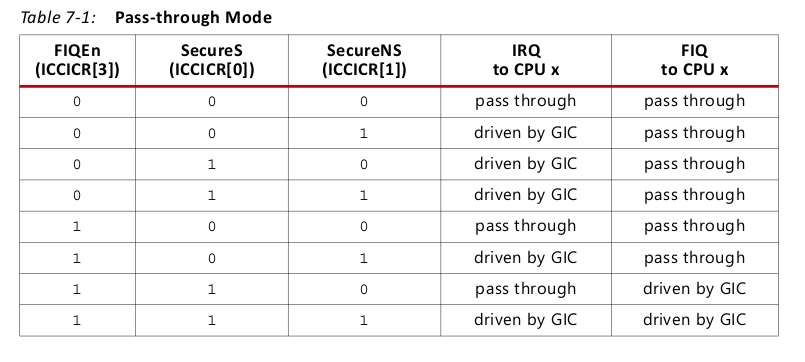 Table 7-1: Pass-through Mode
FIQEn (ICCICR[3]) SecureS (ICCICR[0]) SecureNS (ICCICR[1]) IRQ to CPU x FIQ to CPU x
0 0 0 pass through pass through
0 0 1 driven by GIC pass through
0 1 0 driven by GIC pass through
0 1 1 driven by GIC pass through
1 0 0 pass through pass through
1 0 1 driven by GIC pass through
1 1 0 pass through driven by GIC
1 1 1 driven by GIC driven by GIC